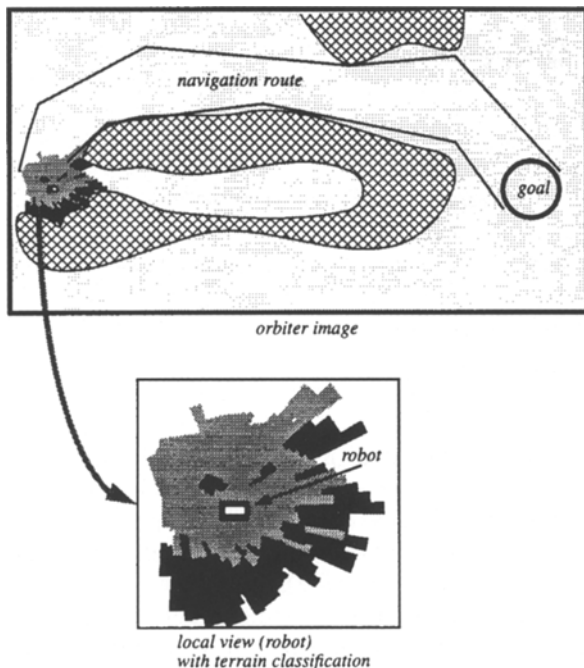 navigation route
goal
orbiter image
robot
local view (robot)
with terrain classification